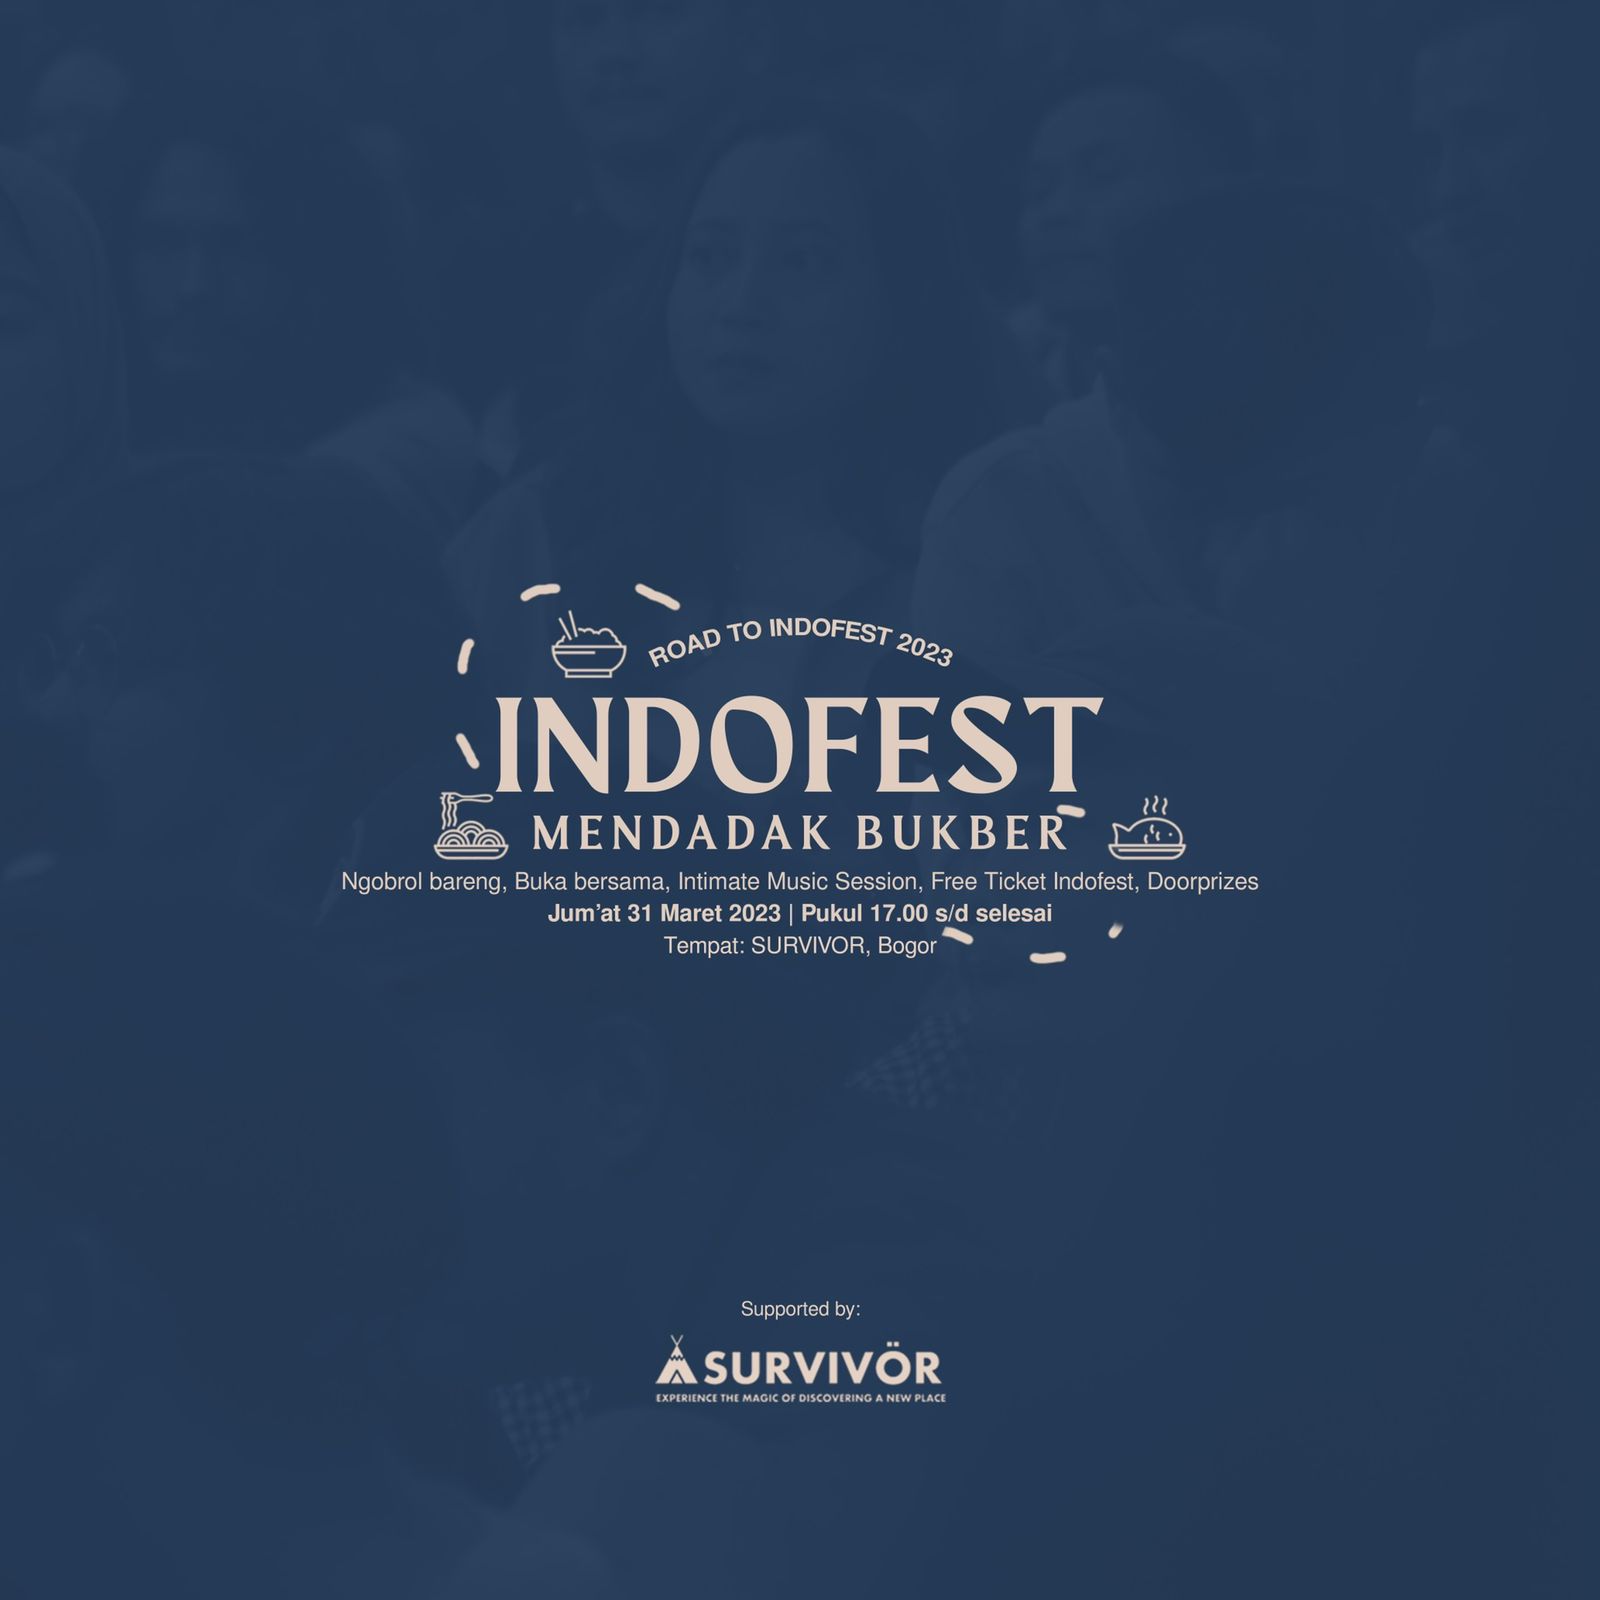 ROAD TO INDOFEST 2023
INDOFEST
MENDADAK BUKBER
Ngobrol bareng, Buka bersama, Intimate Music Session, Free Ticket Indofest, Doorprizes
Jum’at 31 Maret 2023 | Pukul 17.00 s/d selesai
Tempat: SURVIVOR, Bogor
Supported by:
SURVIVÖR
EXPERIENCE THE MAGIC OF DISCOVERING A NEW PLACE